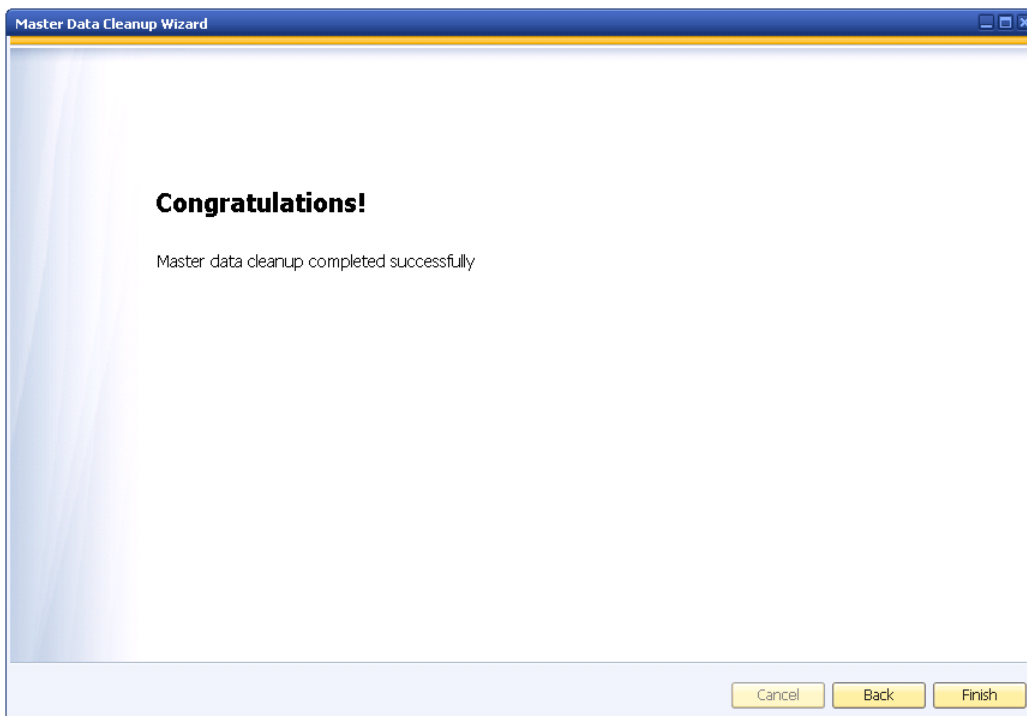 Master Data Cleanup Wizard
Congratulations!
Master data cleanup completed successfully
Cancel Back Finish